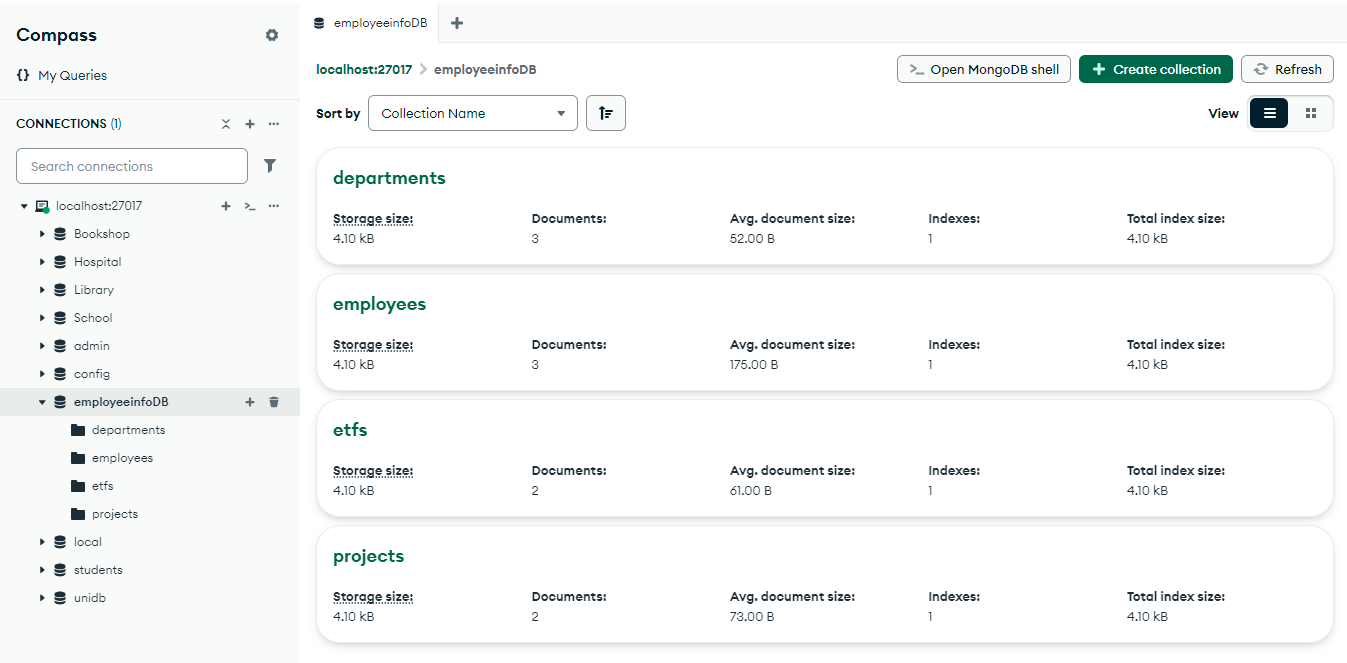 Compass
My Queries
CONNECTIONS (1)
Search connections
localhost:27017
Bookshop
Hospital
Library
School
admin
config
employeeinfoDB
departments
employees
etfs
projects
local
students
unidb
employeeinfoDB
localhost:27017 > employeeinfoDB
Open MongoDB shell
Create collection
Refresh
Sort by Collection Name
View
departments
Storage size: Documents: Avg. document size: Indexes: Total index size:
4.10 kB 3 52.00 B 1 4.10 kB
employees
Storage size: Documents: Avg. document size: Indexes: Total index size:
4.10 kB 3 175.00 B 1 4.10 kB
etfs
Storage size: Documents: Avg. document size: Indexes: Total index size:
4.10 kB 2 61.00 B 1 4.10 kB
projects
Storage size: Documents: Avg. document size: Indexes: Total index size:
4.10 kB 2 73.00 B 1 4.10 kB